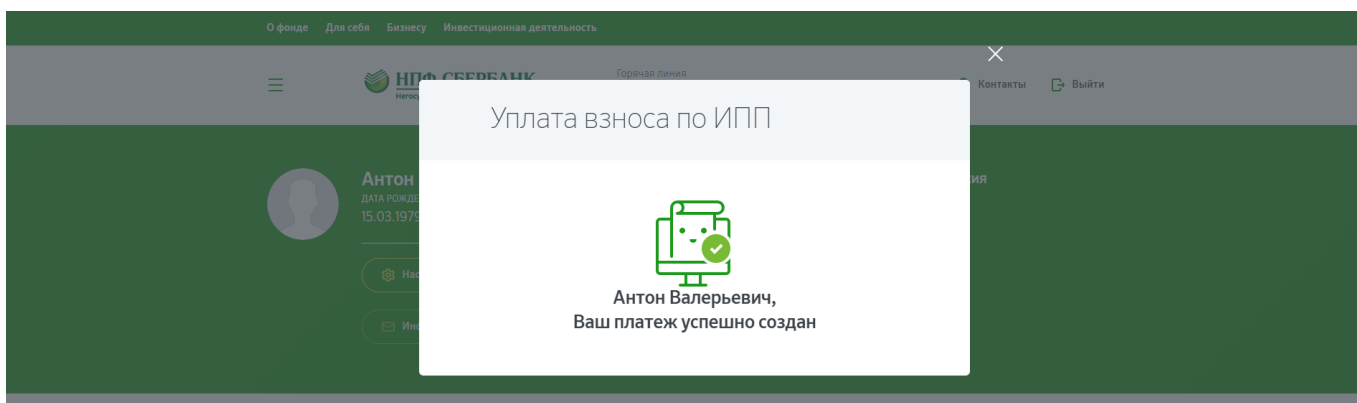 О фонде Для себя Бизнесу Инвестиционная деятельность
НПФ СБЕРБАНК
Горячая линия
Контакты Выйти
Уплата взноса по ИПП
Антон
15.03.1979
Антон Валерьевич,
Ваш платеж успешно создан